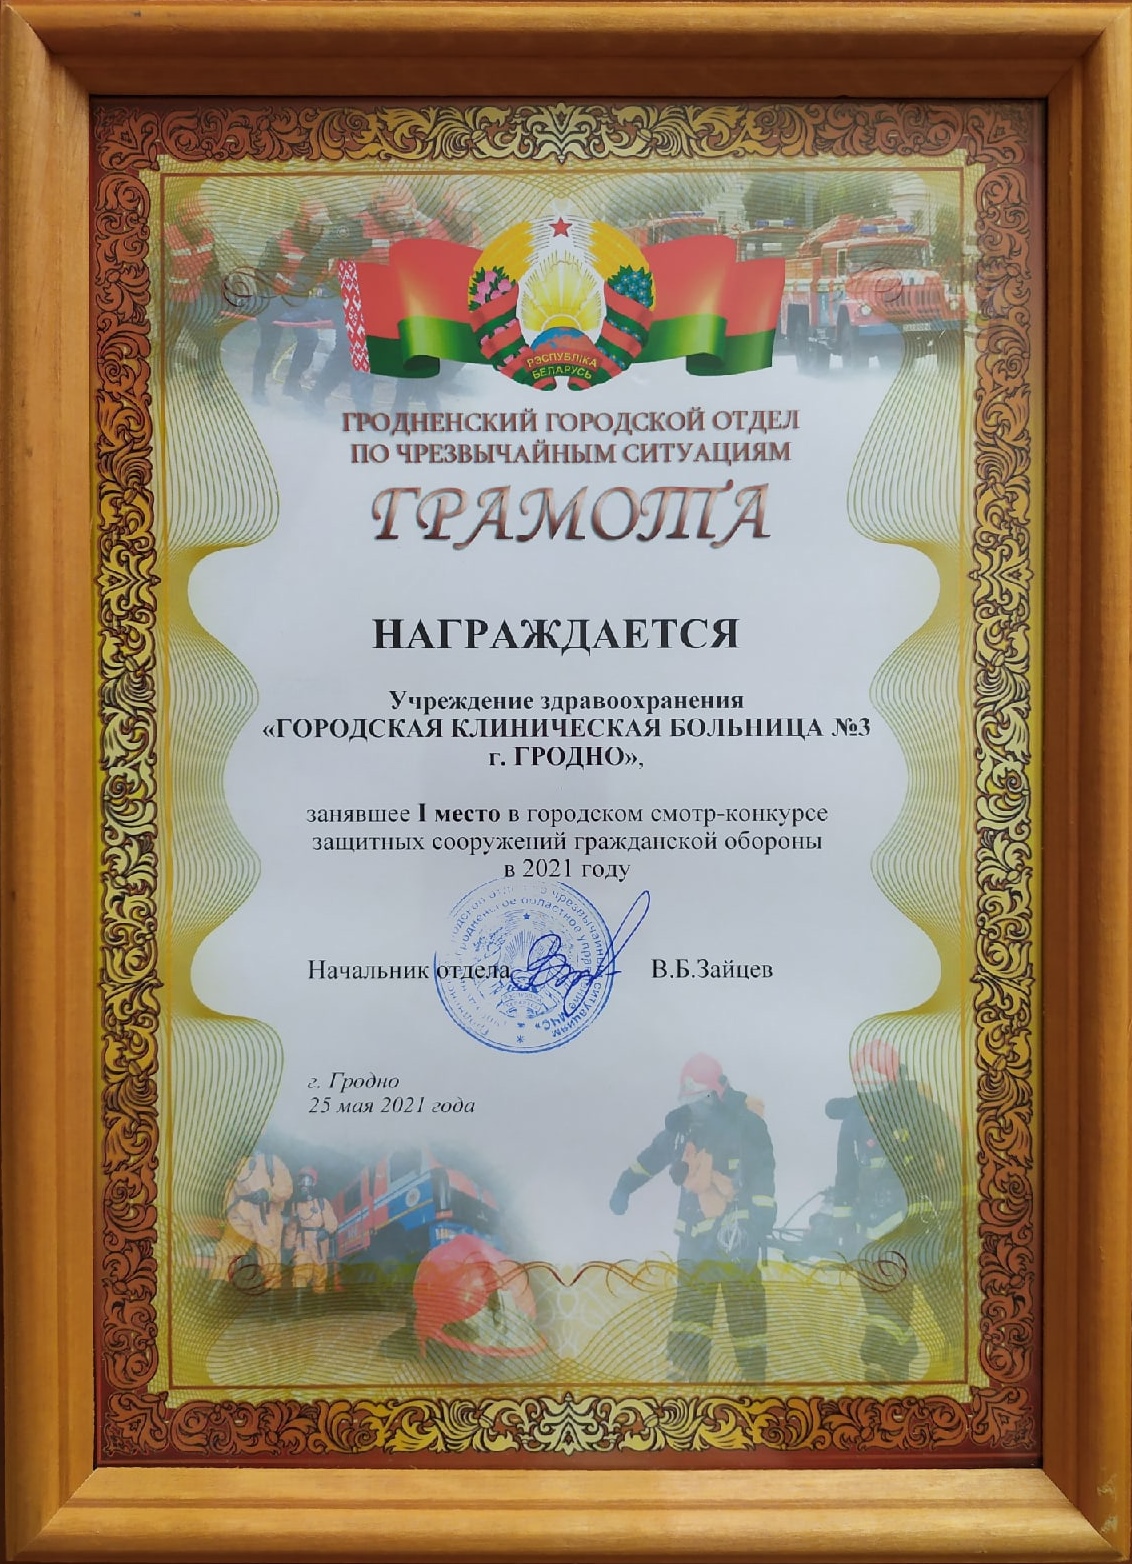 РЭСПУБЛІКА
БЕЛАРУСЬ
ГРОДНЕНСКИЙ ГОРОДСКОЙ ОТДЕЛ
ПО ЧРЕЗВЫЧАЙНЫМ СИТУАЦИЯМ
ГРАМОТА
НАГРАЖДАЕТСЯ
Учреждение здравоохранения
«ГОРОДСКАЯ КЛИНИЧЕСКАЯ БОЛЬНИЦА №3
г. ГРОДНО»,
занявшее I место в городском смотр-конкурсе
защитных сооружений гражданской обороны
в 2021 году
Начальник отдела В.Б.Зайцев
г. Гродно
25 мая 2021 года